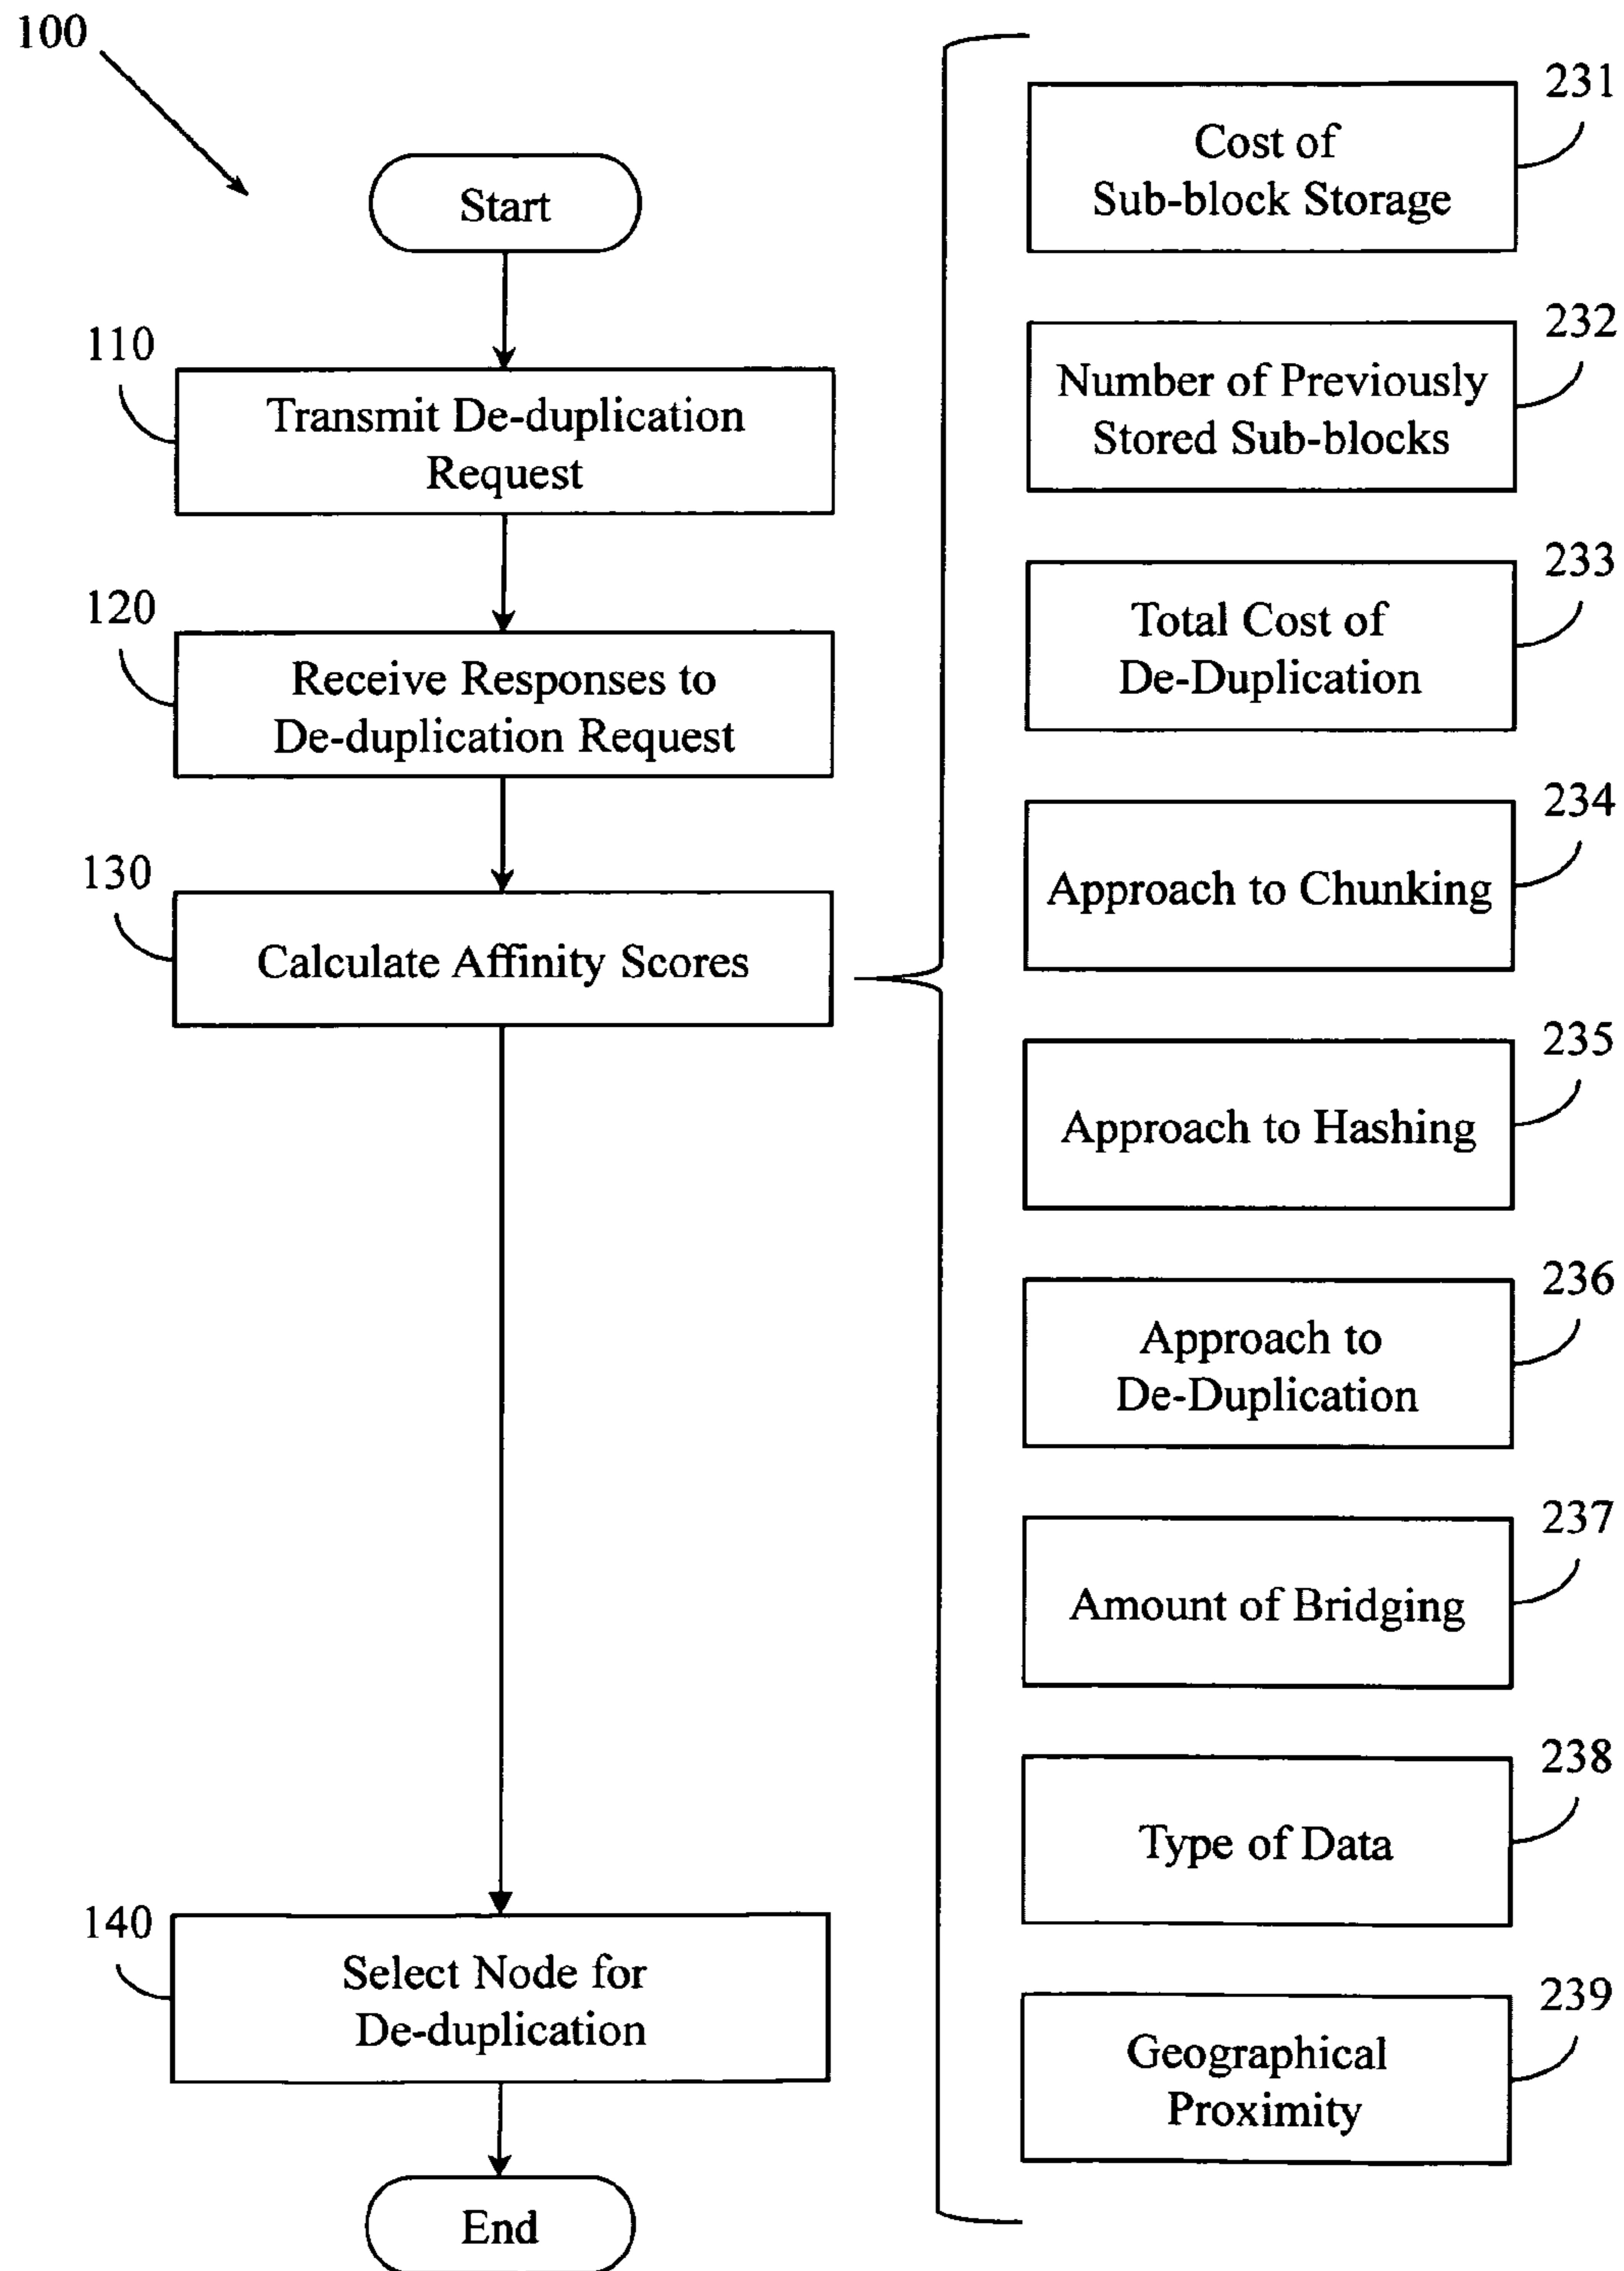 100
Start
110
Transmit De-duplication
Request
120
Receive Responses to
De-duplication Request
130
Calculate Affinity Scores
140
Select Node for
De-duplication
End
231
Cost of
Sub-block Storage
232
Number of Previously
Stored Sub-blocks
233
Total Cost of
De-Duplication
234
Approach to Chunking
235
Approach to Hashing
236
Approach to
De-Duplication
237
Amount of Bridging
238
Type of Data
239
Geographical
Proximity